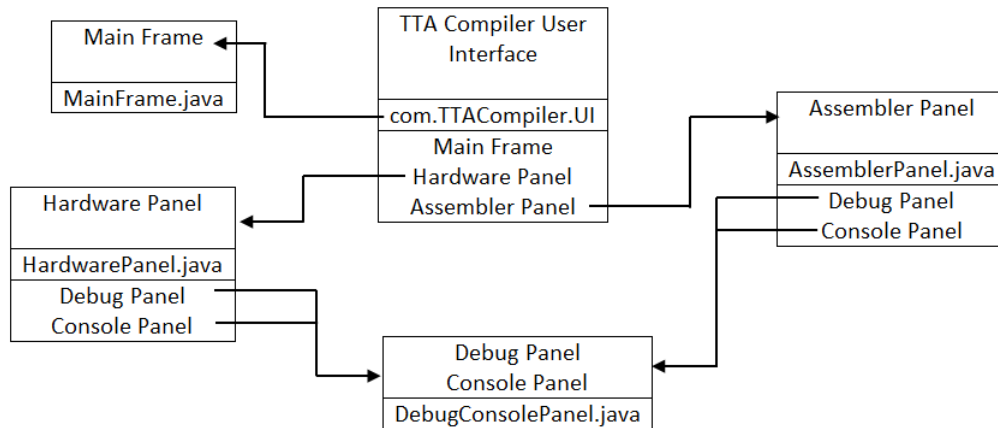 Main Frame
MainFrame.java
TTA Compiler User
Interface
com.TTACompiler.UI
Main Frame
Hardware Panel
Assembler Panel
Assembler Panel
AssemblerPanel.java
Debug Panel
Console Panel
Hardware Panel
HardwarePanel.java
Debug Panel
Console Panel
Debug Panel
Console Panel
DebugConsolePanel.java